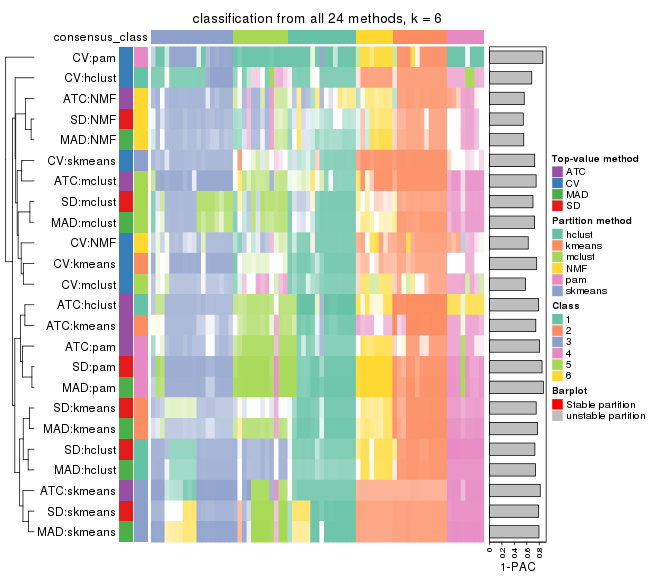 classification from all 24 methods, k = 6
consensus_class
CV:pam
CV:hclust
ATC:NMF
SD:NMF
MAD:NMF
CV:skmeans
ATC:mclust
SD:mclust
MAD:mclust
CV:NMF
CV:kmeans
CV:mclust
ATC:hclust
ATC:kmeans
ATC:pam
SD:pam
MAD:pam
SD:kmeans
MAD:kmeans
SD:hclust
MAD:hclust
ATC:skmeans
SD:skmeans
MAD:skmeans
0 0.2 0.4 0.6 0.8
1-PAC
Top-value method
ATC
CV
MAD
SD
Partition method
hclust
kmeans
mclust
NMF
pam
skmeans
Class
1
2
3
4
5
6
Barplot
Stable partition
unstable partition